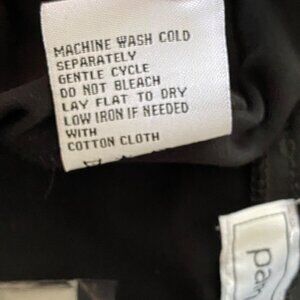 MACHINE WASH COLD
SEPARATELY
GENTLE CYCLE
DO NOT BLEACH
LAY FLAT TO DRY
LOW IRON IF NEEDED
WITH
COTTON CLOTH